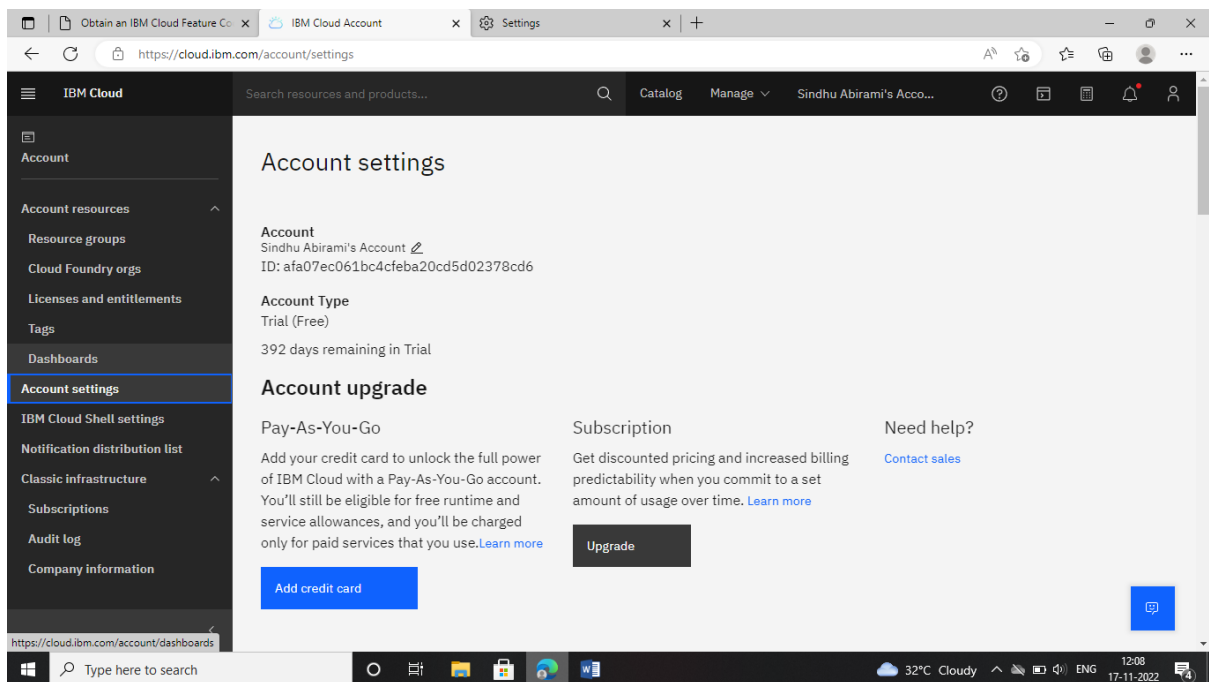 Obtain an IBM Cloud Feature Co
IBM Cloud Account
Settings
https://cloud.ibm.com/account/settings
IBM Cloud
Search resources and products...
Catalog
Manage
Sindhu Abirami's Acco...
Account
Account resources
Resource groups
Cloud Foundry orgs
Licenses and entitlements
Tags
Dashboards
Account settings
IBM Cloud Shell settings
Notification distribution list
Classic infrastructure
Subscriptions
Audit log
Company information
https://cloud.ibm.com/account/dashboards
Account settings
Account
Sindhu Abirami's Account
ID: afa07ec061bc4cfeba20cd5d02378cd6
Account Type
Trial (Free)
392 days remaining in Trial
Account upgrade
Pay-As-You-Go
Add your credit card to unlock the full power
of IBM Cloud with a Pay-As-You-Go account.
You'll still be eligible for free runtime and
service allowances, and you'll be charged
only for paid services that you use.Learn more
Add credit card
Subscription
Get discounted pricing and increased billing
predictability when you commit to a set
amount of usage over time. Learn more
Upgrade
Need help?
Contact sales
Type here to search
32°C Cloudy
ENG
12:08
17-11-2022
4